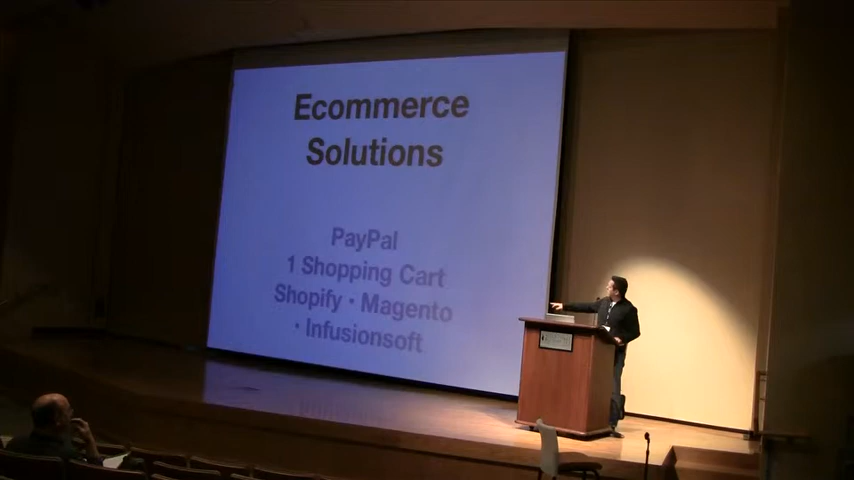 Ecommerce
Solutions
PayPal
1 Shopping Cart
Shopify • Magento
• Infusionsoft